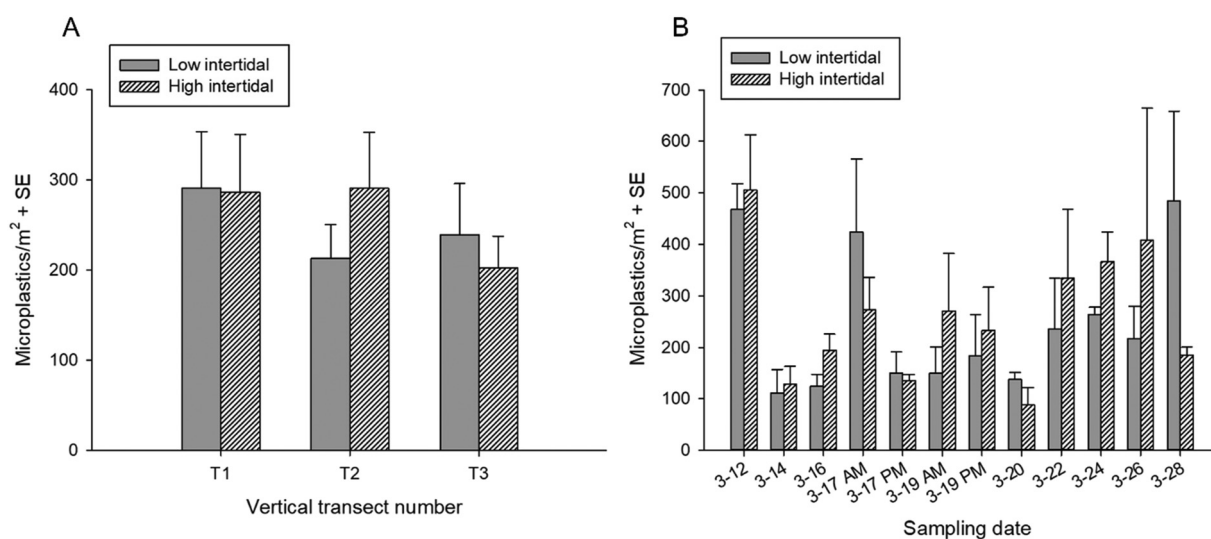 A
Low intertidal
High intertidal
400
300
200
100
0
Microplastics/m² + SE
T1
T2
T3
Vertical transect number
B
Low intertidal
High intertidal
700
600
500
400
300
200
100
0
Microplastics/m² + SE
3-12
3-14
3-16
3-17 AM
3-17 PM
3-19 AM
3-19 PM
3-20
3-22
3-24
3-26
3-28
Sampling date